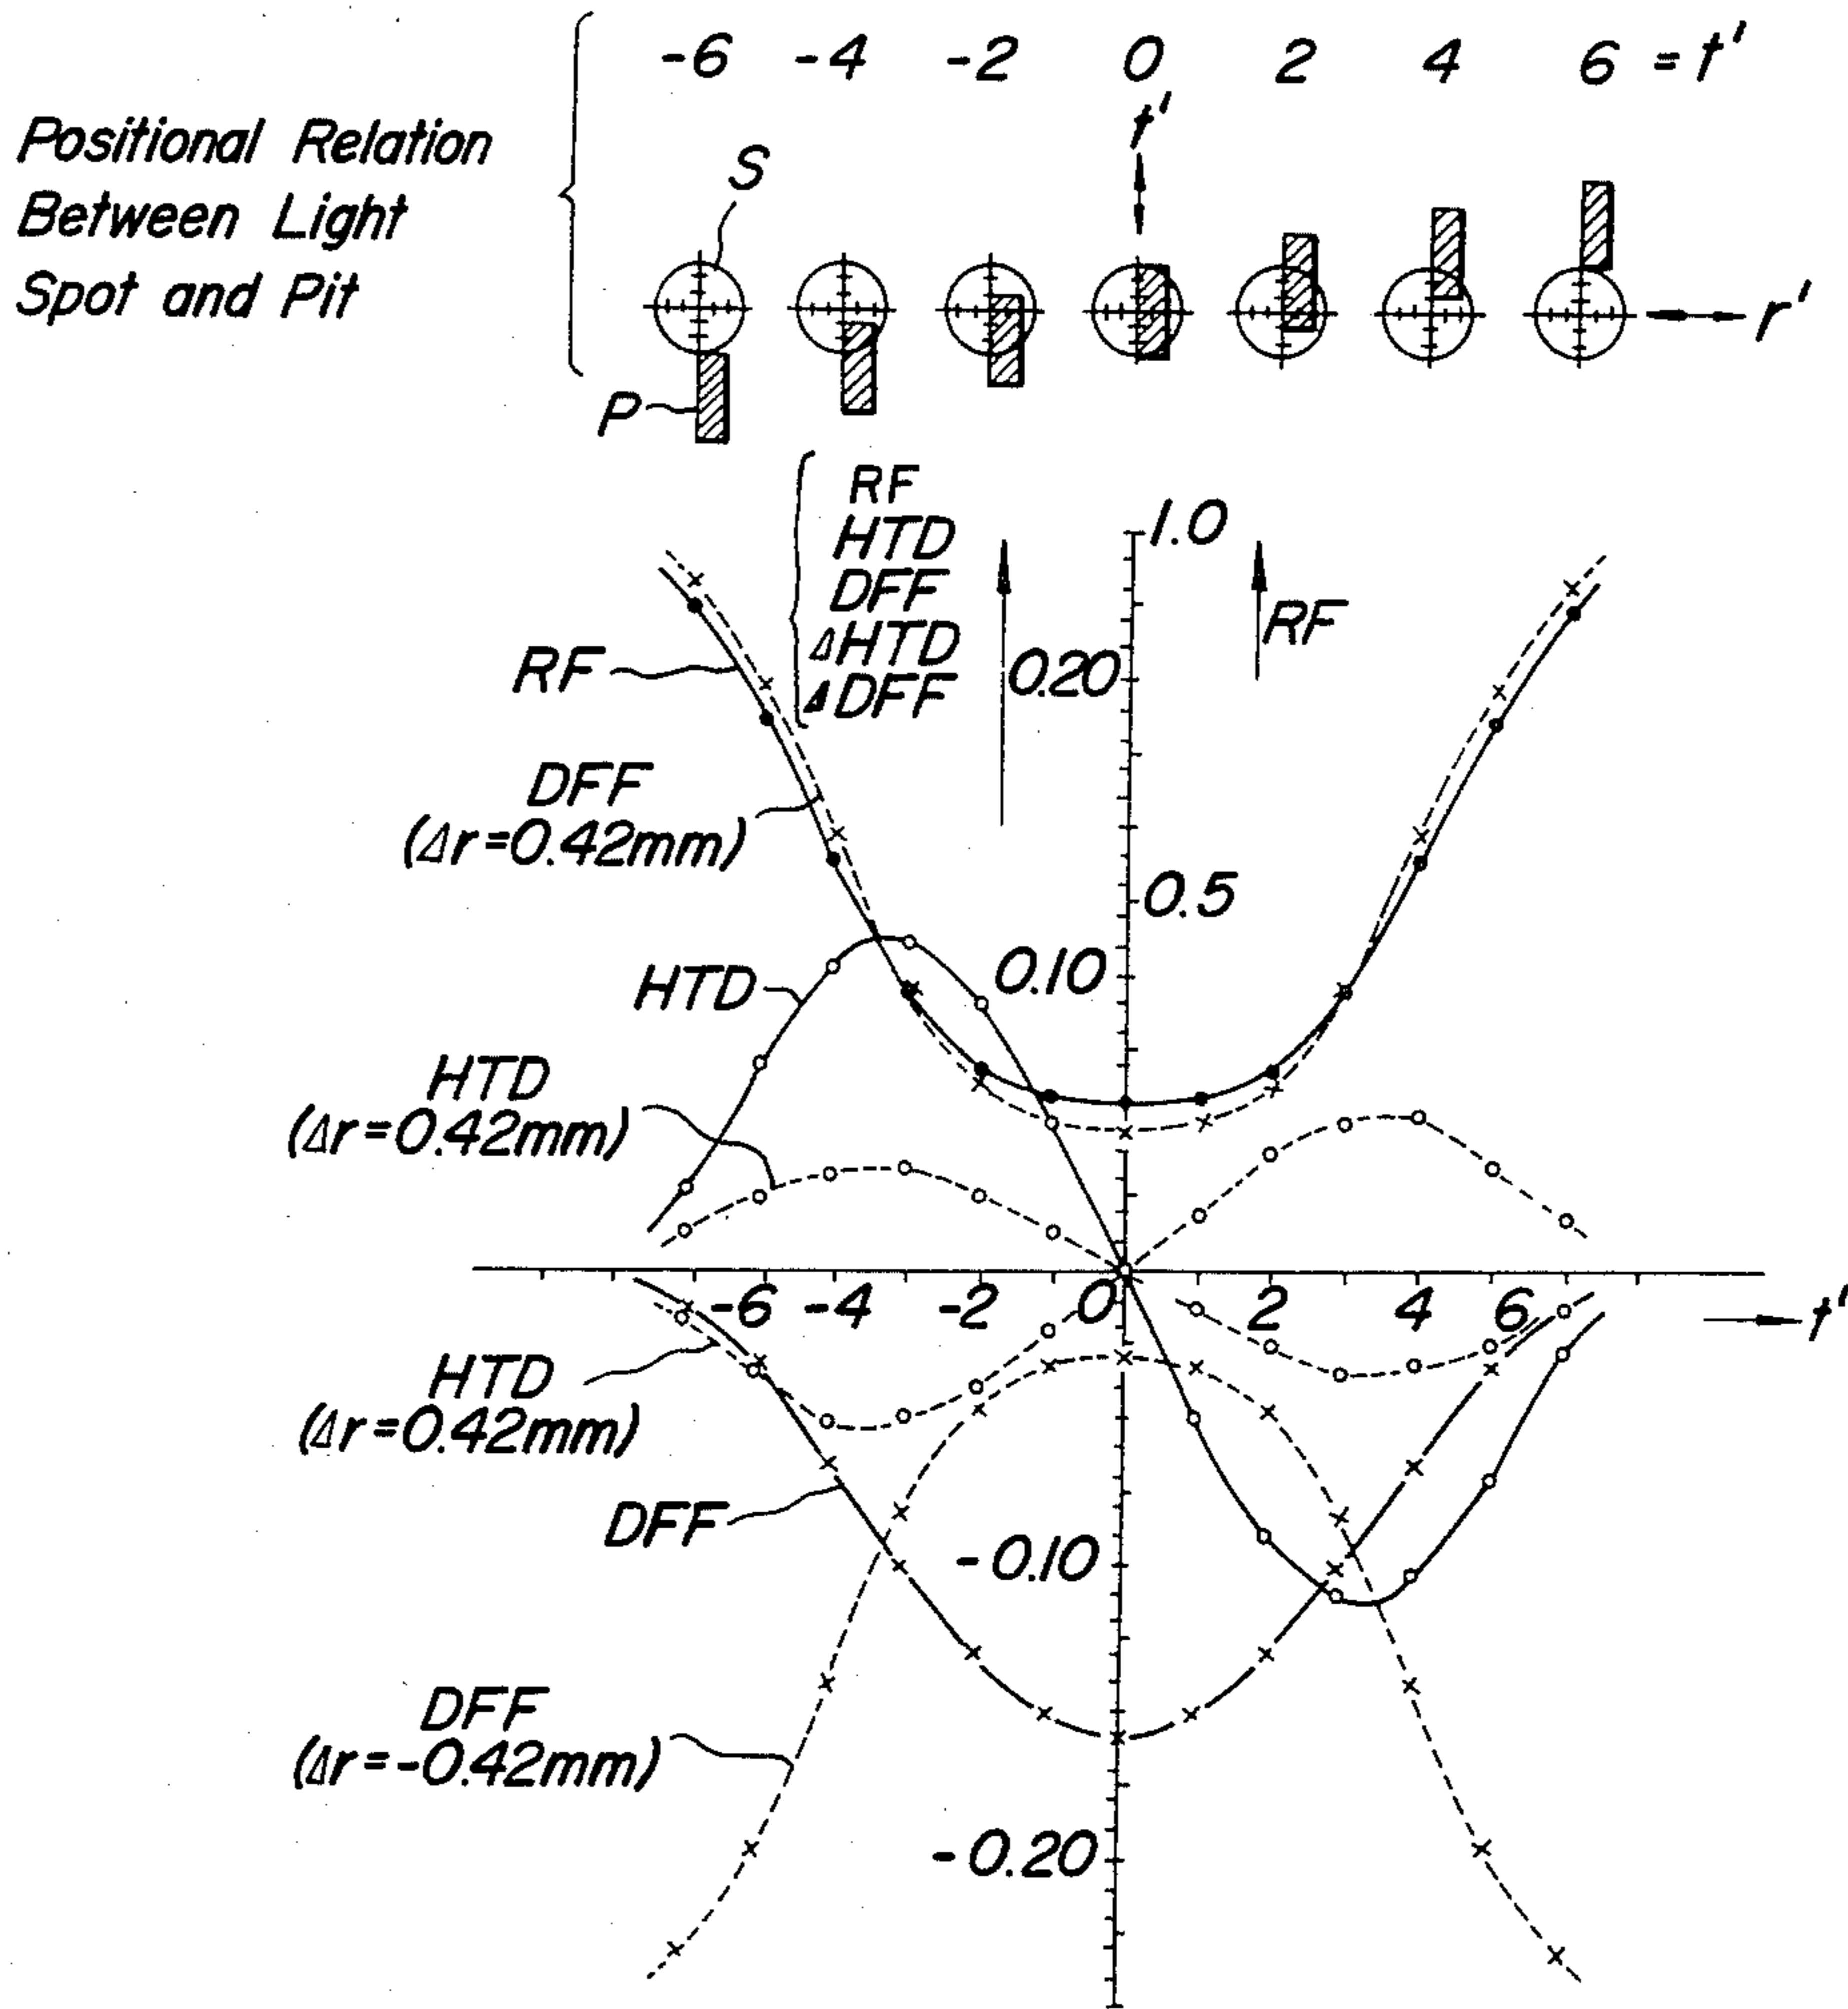 -6 -4 -2 0 2 4 6 = t'
t'
Positional Relation
Between Light
Spot and Pit
S
r'
P
RF
HTD
DFF
ΔHTD
ΔDFF
1.0
RF
0.20
RF
DFF
(Δr=0.42mm)
0.5
0.10
HTD
HTD
(Δr=0.42mm)
-6 -4 -2 0 2 4 6
t'
HTD
(Δr=0.42mm)
DFF
-0.10
DFF
(Δr=-0.42mm)
-0.20